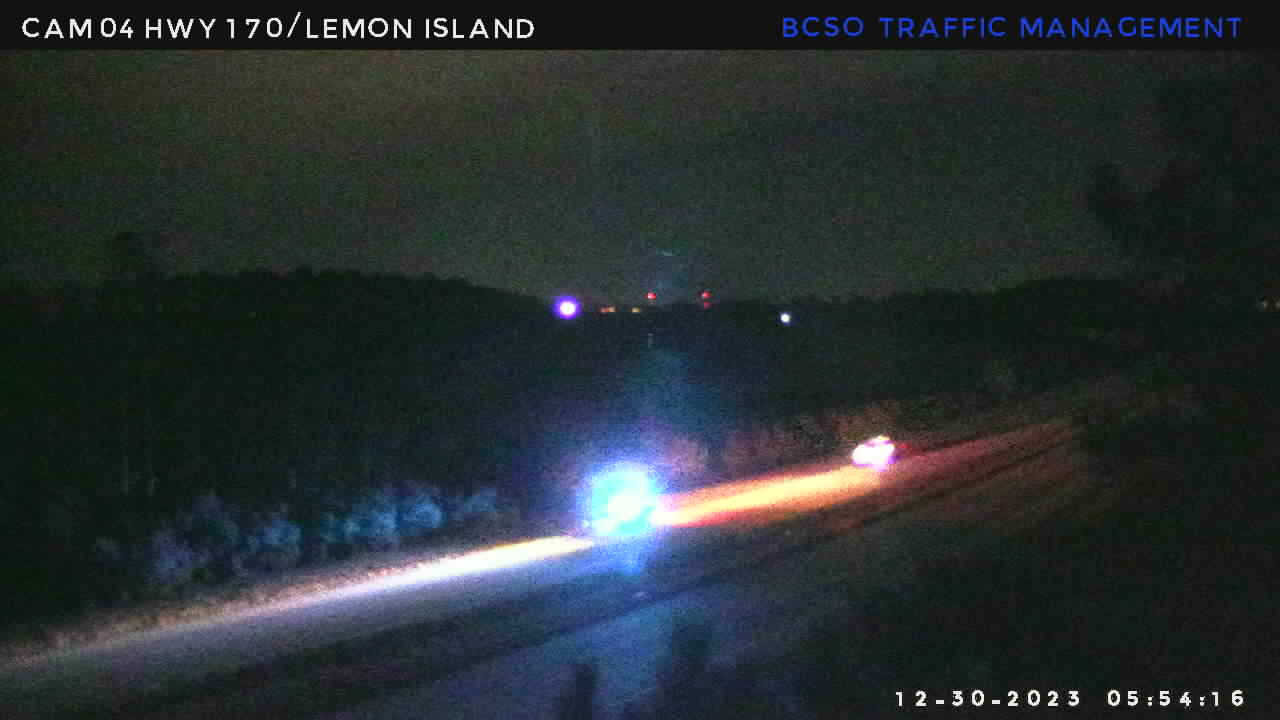 CAM04 HWY 170/LEMON ISLAND
BCSO TRAFFIC MANAGEMENT
12-30-2023 05:54:16